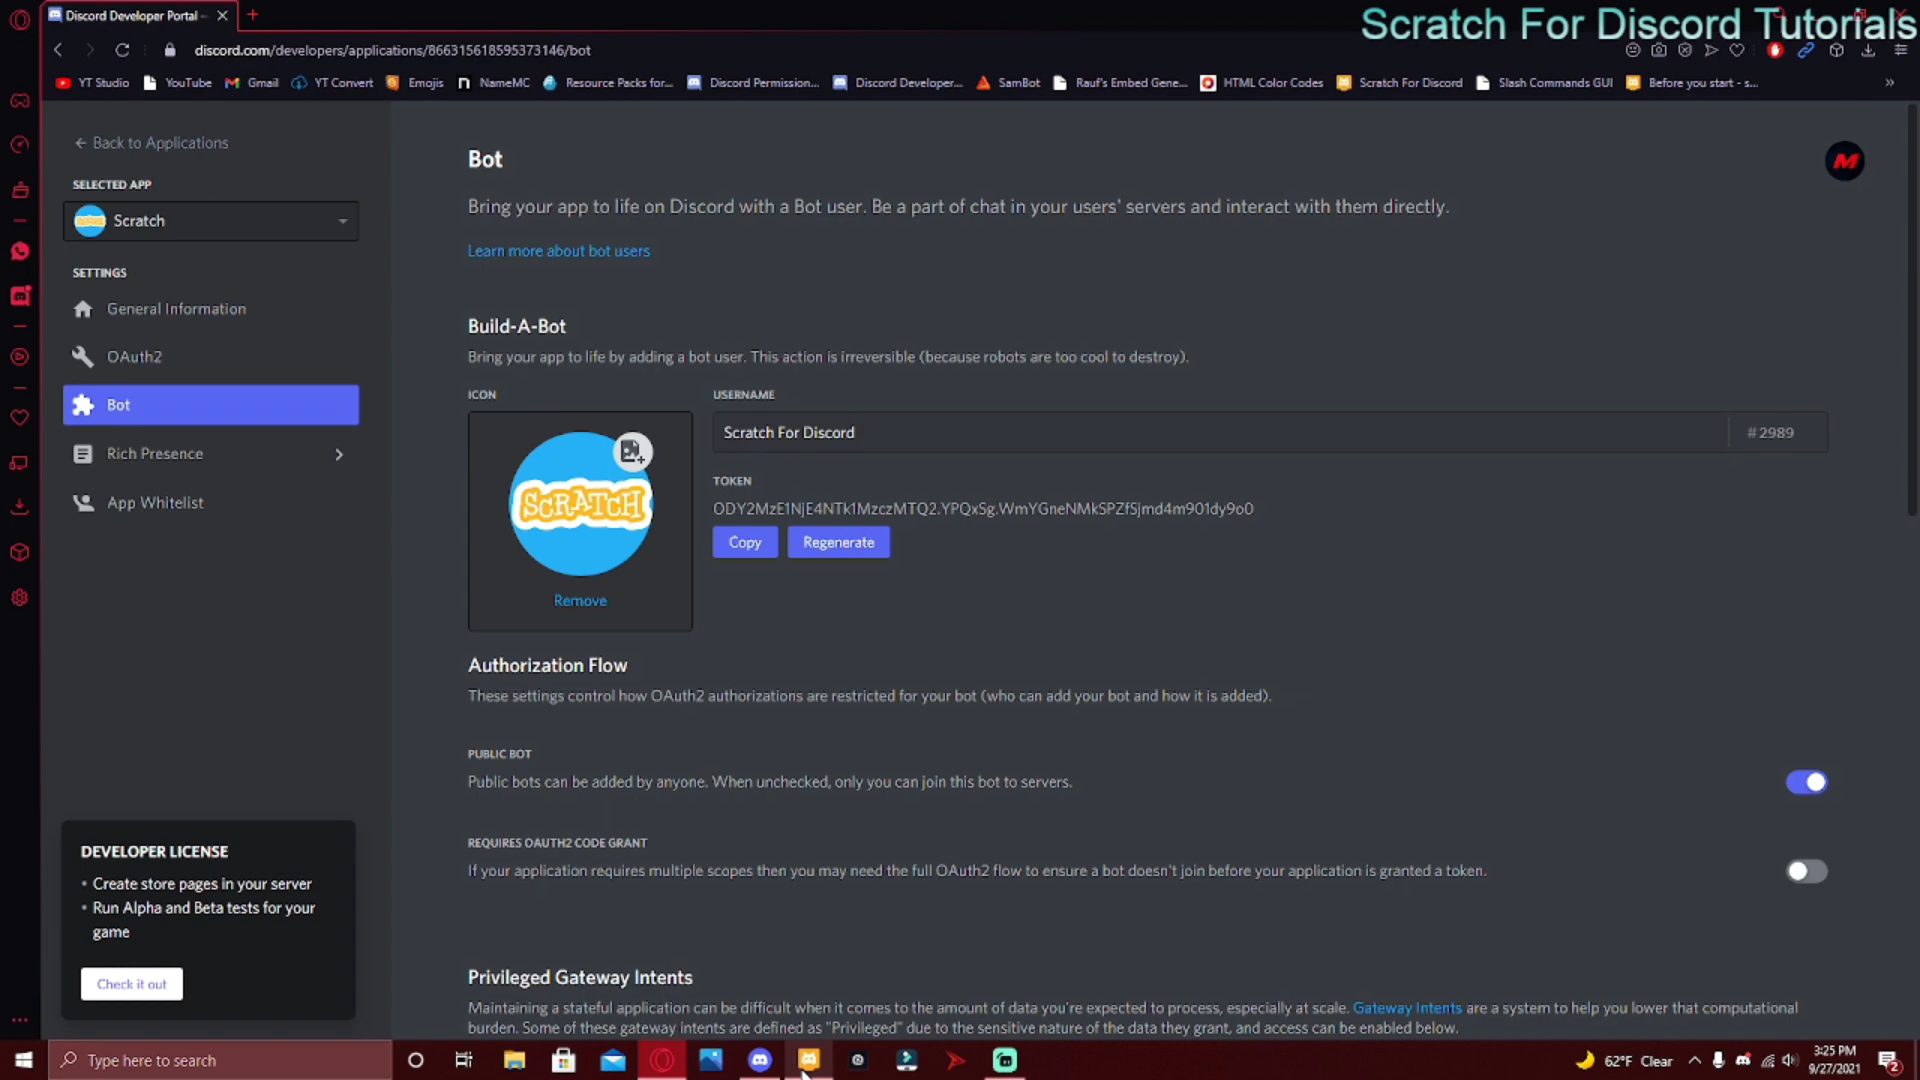 Discord Developer Portal -
Scratch For Discord Tutorials
discord.com/developers/applications/866315618595373146/bot
YT Studio
YouTube
Gmail
YT Convert
Emojis
NameMC
Resource Packs for...
Discord Permission...
Discord Developer...
SamBot
Rauf's Embed Gene...
HTML Color Codes
Scratch For Discord
Slash Commands GUI
Before you start - s...
← Back to Applications
SELECTED APP
Scratch
SETTINGS
General Information
OAuth2
Bot
Rich Presence
App Whitelist
DEVELOPER LICENSE
• Create store pages in your server
• Run Alpha and Beta tests for your
game
Check it out
Bot
M
Bring your app to life on Discord with a Bot user. Be a part of chat in your users' servers and interact with them directly.
Learn more about bot users
Build-A-Bot
Bring your app to life by adding a bot user. This action is irreversible (because robots are too cool to destroy).
ICON
SCRATCH
Remove
USERNAME
Scratch For Discord
#2989
TOKEN
ODY2MzE1NjE4NTk1MzczMTQ2.YPQxSg.WmYGneNMkSPZfSjmd4m901dy9o0
Copy
Regenerate
Authorization Flow
These settings control how OAuth2 authorizations are restricted for your bot (who can add your bot and how it is added).
PUBLIC BOT
Public bots can be added by anyone. When unchecked, only you can join this bot to servers.
REQUIRES OAUTH2 CODE GRANT
If your application requires multiple scopes then you may need the full OAuth2 flow to ensure a bot doesn't join before your application is granted a token.
Privileged Gateway Intents
Maintaining a stateful application can be difficult when it comes to the amount of data you're expected to process, especially at scale. Gateway Intents are a system to help you lower that computational
burden. Some of these gateway intents are defined as "Privileged" due to the sensitive nature of the data they grant, and access can be enabled below.
Type here to search
62°F Clear
3:25 PM
9/27/2021
2